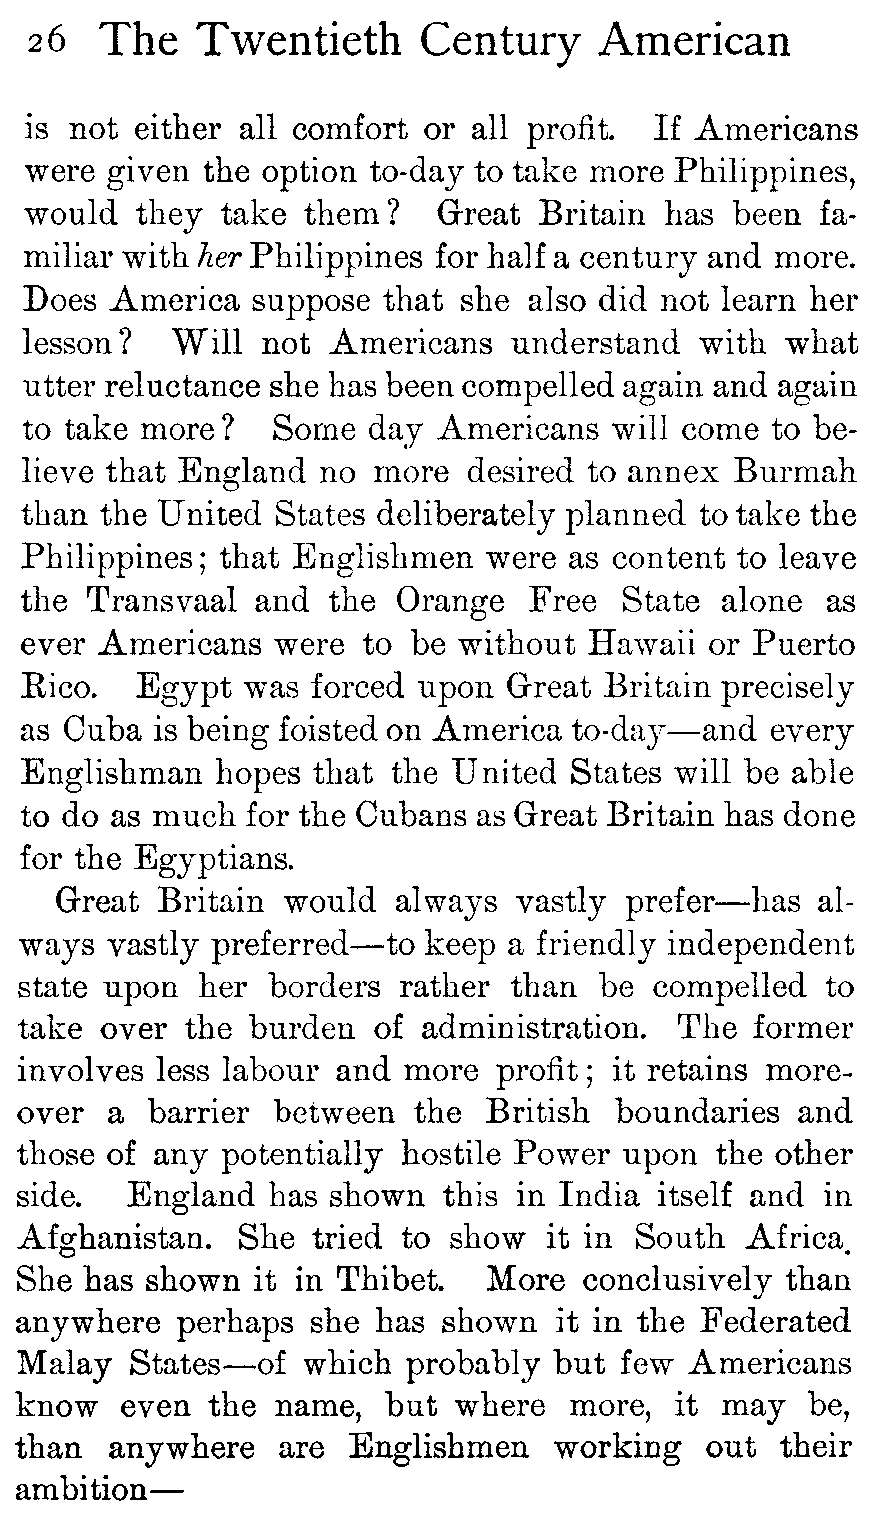 26 The Twentieth Century American
is not either all comfort or all profit. If Americans
were given the option to-day to take more Philippines,
would they take them? Great Britain has been fa-
miliar with her Philippines for half a century and more.
Does America suppose that she also did not learn her
lesson? Will not Americans understand with what
utter reluctance she has been compelled again and again
to take more? Some day Americans will come to be-
lieve that England no more desired to annex Burmah
than the United States deliberately planned to take the
Philippines; that Englishmen were as content to leave
the Transvaal and the Orange Free State alone as
ever Americans were to be without Hawaii or Puerto
Rico. Egypt was forced upon Great Britain precisely
as Cuba is being foisted on America to-day—and every
Englishman hopes that the United States will be able
to do as much for the Cubans as Great Britain has done
for the Egyptians.
Great Britain would always vastly prefer—has al-
ways vastly preferred—to keep a friendly independent
state upon her borders rather than be compelled to
take over the burden of administration. The former
involves less labour and more profit; it retains more-
over a barrier between the British boundaries and
those of any potentially hostile Power upon the other
side. England has shown this in India itself and in
Afghanistan. She tried to show it in South Africa.
She has shown it in Thibet. More conclusively than
anywhere perhaps she has shown it in the Federated
Malay States—of which probably but few Americans
know even the name, but where more, it may be,
than anywhere are Englishmen working out their
ambition—